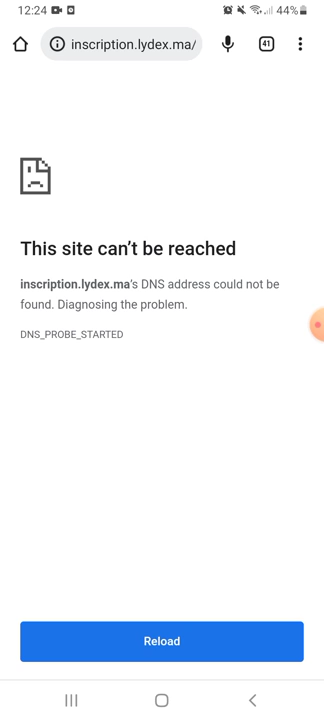 12:24 44%
inscription.lydex.ma/ 41
This site can't be reached
inscription.lydex.ma's DNS address could not be
found. Diagnosing the problem.
DNS_PROBE_STARTED
Reload